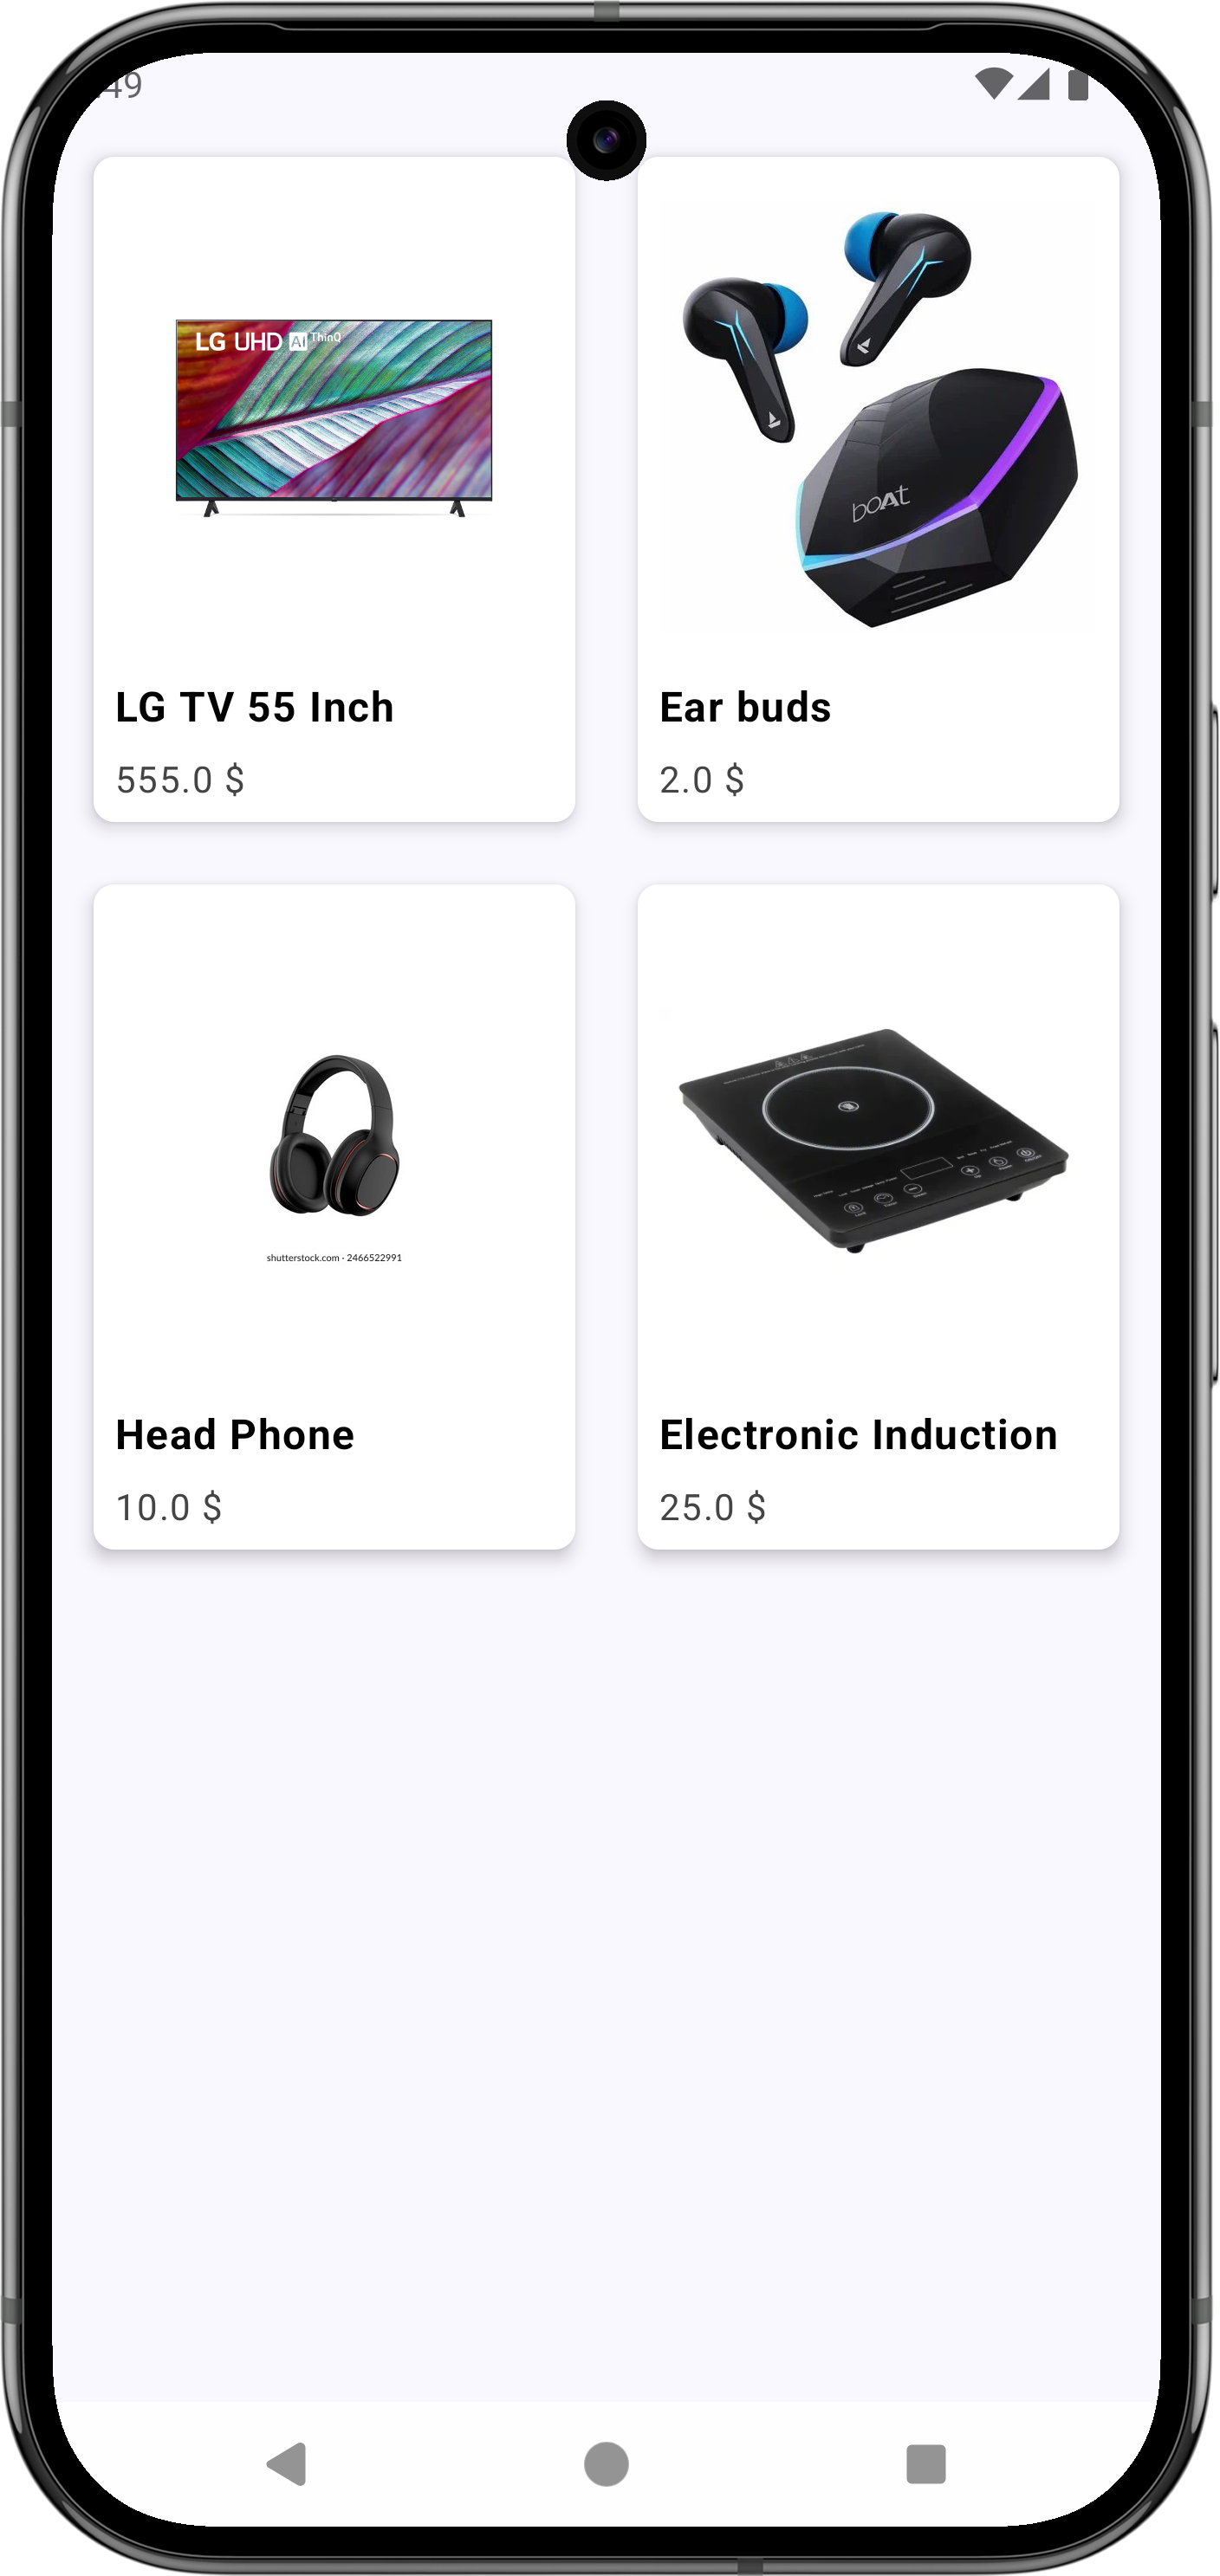 49
LG UHD AI ThinQ
boAt
LG TV 55 Inch
555.0 $
Ear buds
2.0 $
shutterstock.com · 2466522991
Head Phone
10.0 $
Electronic Induction
25.0 $